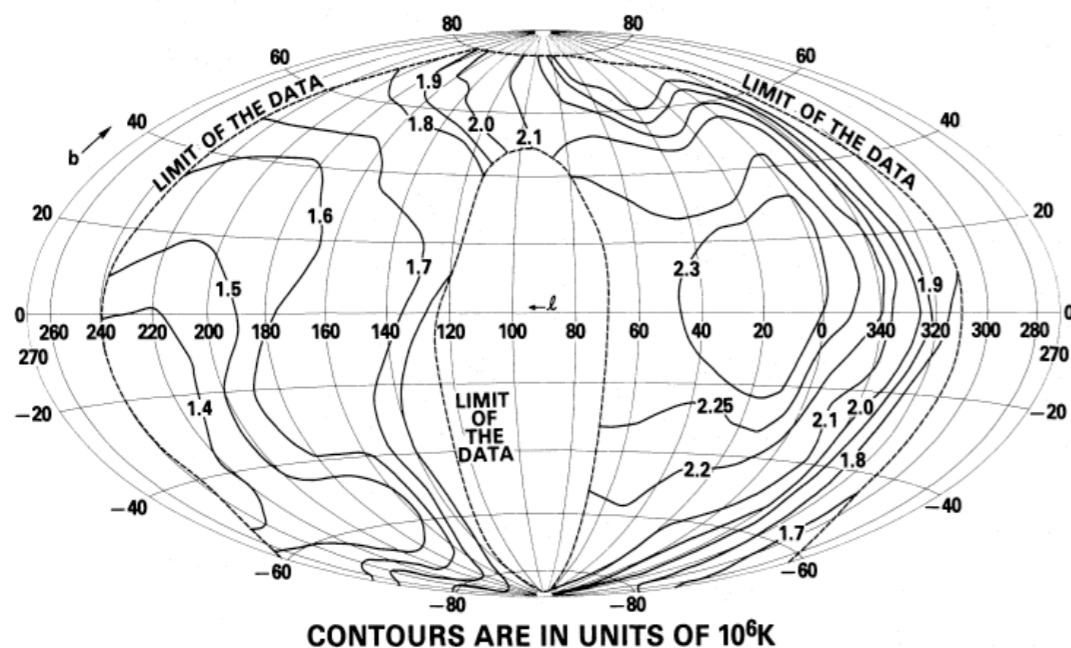 80 80
60 60
LIMIT OF THE DATA
LIMIT OF THE DATA
1.9
1.8 2.0 2.1
40 40
b
20 20
1.6
1.7
2.3
1.5
1.9
←ℓ
0 0
260 240 220 200 180 160 140 120 100 80 60 40 20 0 340 320 300 280
270 270
1.4
LIMIT
OF
THE
DATA
2.25
2.1 2.0
−20 −20
2.2
1.8
−40 −40
1.7
−60 −60
−80 −80
CONTOURS ARE IN UNITS OF 10⁶K